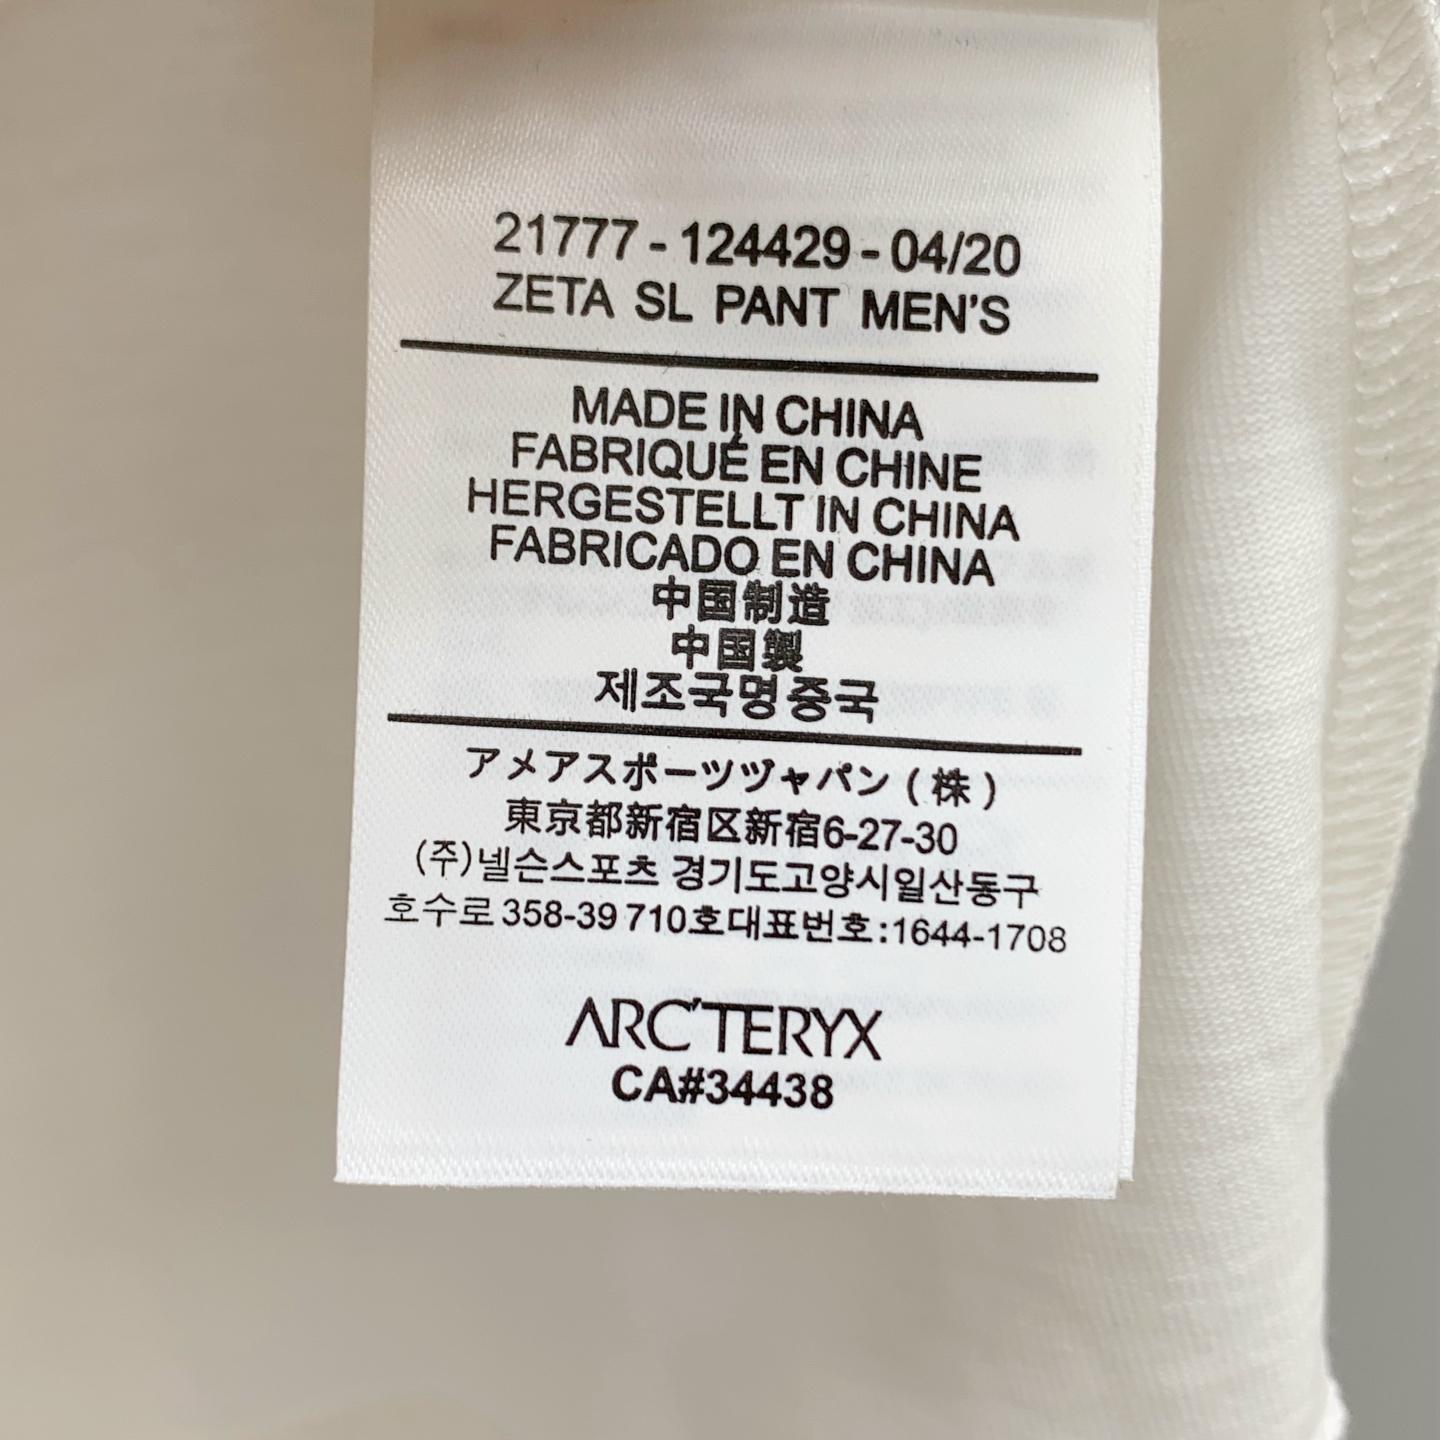 21777 - 124429 - 04/20
ZETA SL PANT MEN'S
MADE IN CHINA
FABRIQUÉ EN CHINE
HERGESTELLT IN CHINA
FABRICADO EN CHINA
中国制造
中国製
제조국명 중국
アメアスポーツヅャパン (株)
東京都新宿区新宿6-27-30
(주)넬슨스포츠 경기도고양시일산동구
호수로 358-39 710호대표번호:1644-1708
ARC'TERYX
CA#34438